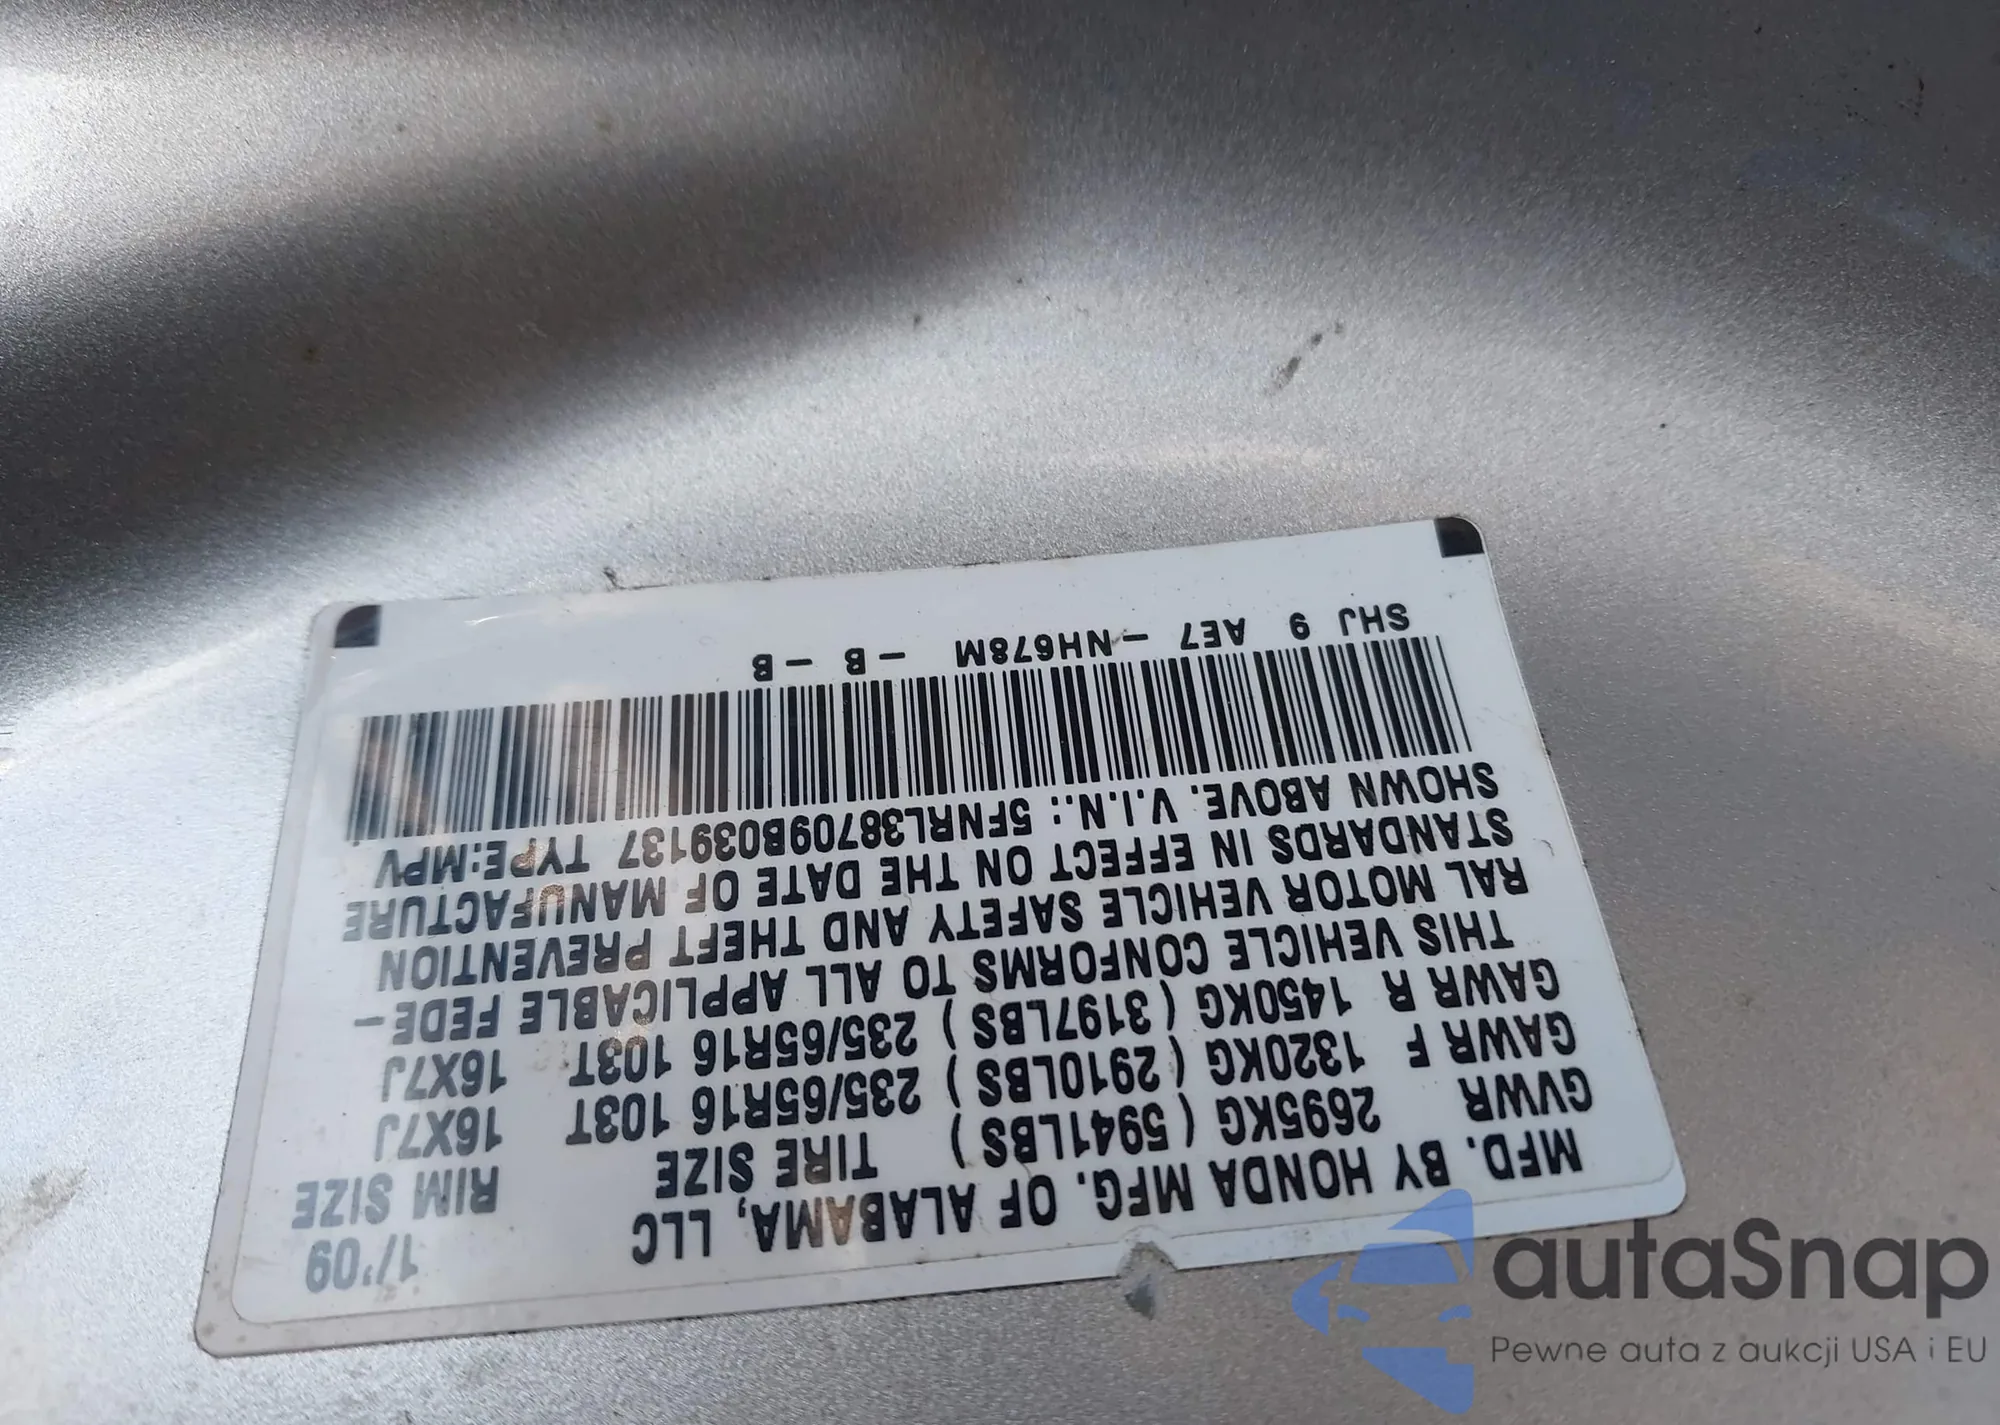 MFD. BY HONDA MFG. OF ALABAMA, LLC 1/'09
GVWR 2695KG ( 5941LBS ) TIRE SIZE RIM SIZE
GAWR F 1320KG ( 2910LBS ) 235/65R16 103T 16X7J
GAWR R 1450KG ( 3197LBS ) 235/65R16 103T 16X7J
THIS VEHICLE CONFORMS TO ALL APPLICABLE FEDE-
RAL MOTOR VEHICLE SAFETY AND THEFT PREVENTION
STANDARDS IN EFFECT ON THE DATE OF MANUFACTURE
SHOWN ABOVE. V.I.N.: 5FNRL38709B039137 TYPE:MPV
SHJ 9 AE7 -NH678M -B -B
autaSnap
Pewne auta z aukcji USA i EU